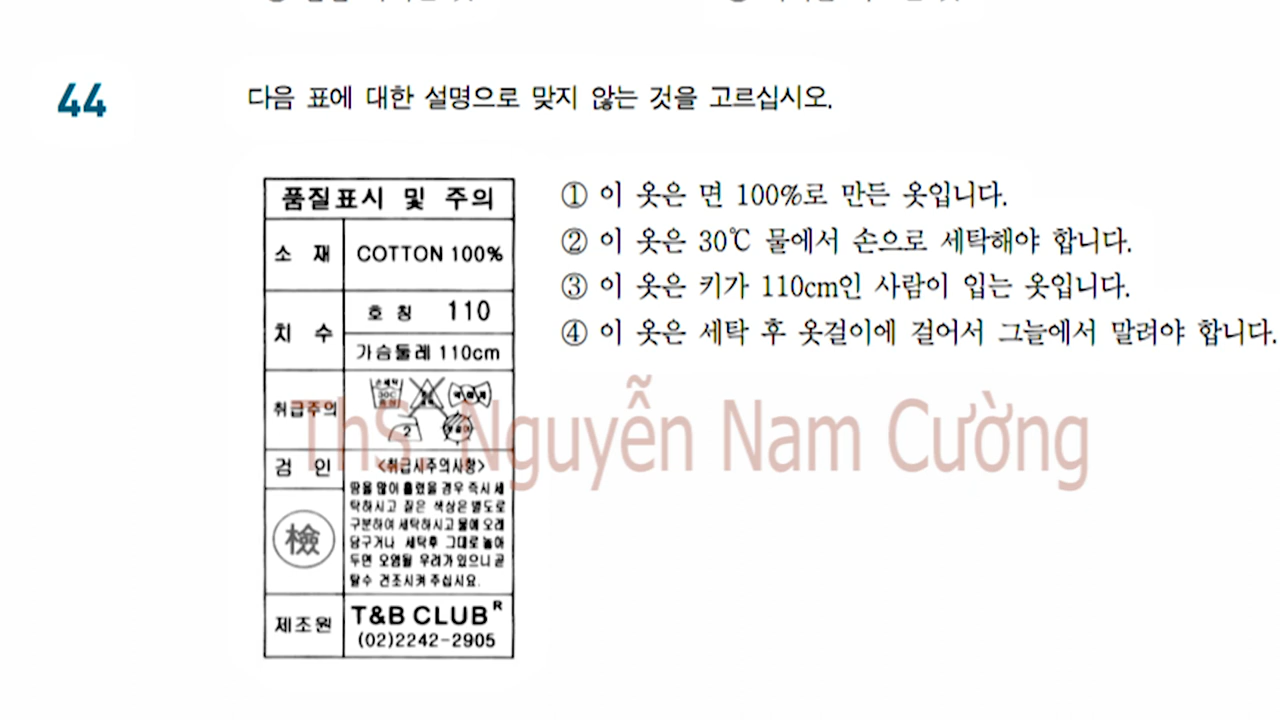 44
다음 표에 대한 설명으로 맞지 않는 것을 고르십시오.
품질표시 및 주의
소 재
COTTON 100%
치 수
호 칭 110
가슴둘레 110cm
취급주의
손세탁
30℃
2
검 인
檢
<취급시주의사항>
땀을 많이 흘렸을 경우 즉시 세
탁하시고 짙은 색상은 별도로
구분하여 세탁하시고 물에 오래
담구거나 세탁후 그대로 놓아
두면 오염될 우려가 있으니 곧
탈수 건조시켜 주십시요.
제조원
T&B CLUB R
(02)2242-2905
① 이 옷은 면 100%로 만든 옷입니다.
② 이 옷은 30℃ 물에서 손으로 세탁해야 합니다.
③ 이 옷은 키가 110cm인 사람이 입는 옷입니다.
④ 이 옷은 세탁 후 옷걸이에 걸어서 그늘에서 말려야 합니다.
ThS. Nguyễn Nam Cường